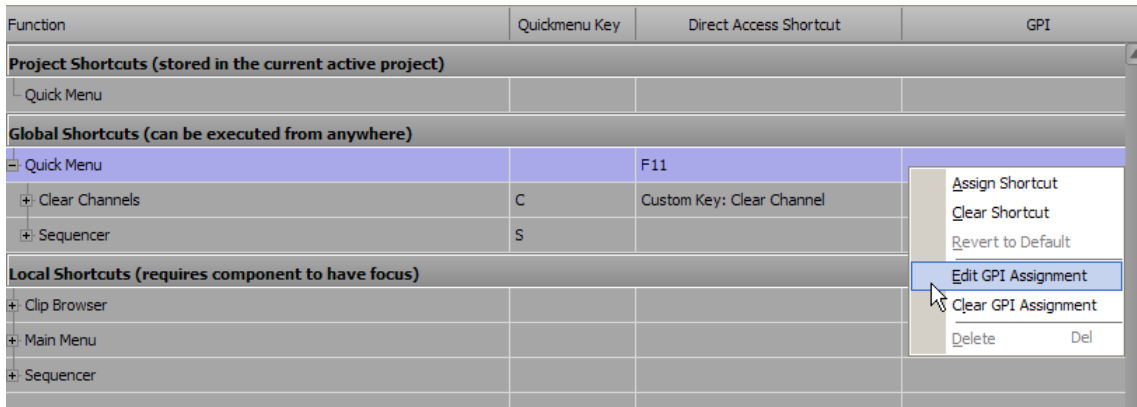 Function Quickmenu Key Direct Access Shortcut GPI
Project Shortcuts (stored in the current active project)
Quick Menu
Global Shortcuts (can be executed from anywhere)
Quick Menu F11
Clear Channels C Custom Key: Clear Channel
Sequencer S
Local Shortcuts (requires component to have focus)
Clip Browser
Main Menu
Sequencer
Assign Shortcut
Clear Shortcut
Revert to Default
Edit GPI Assignment
Clear GPI Assignment
Delete Del